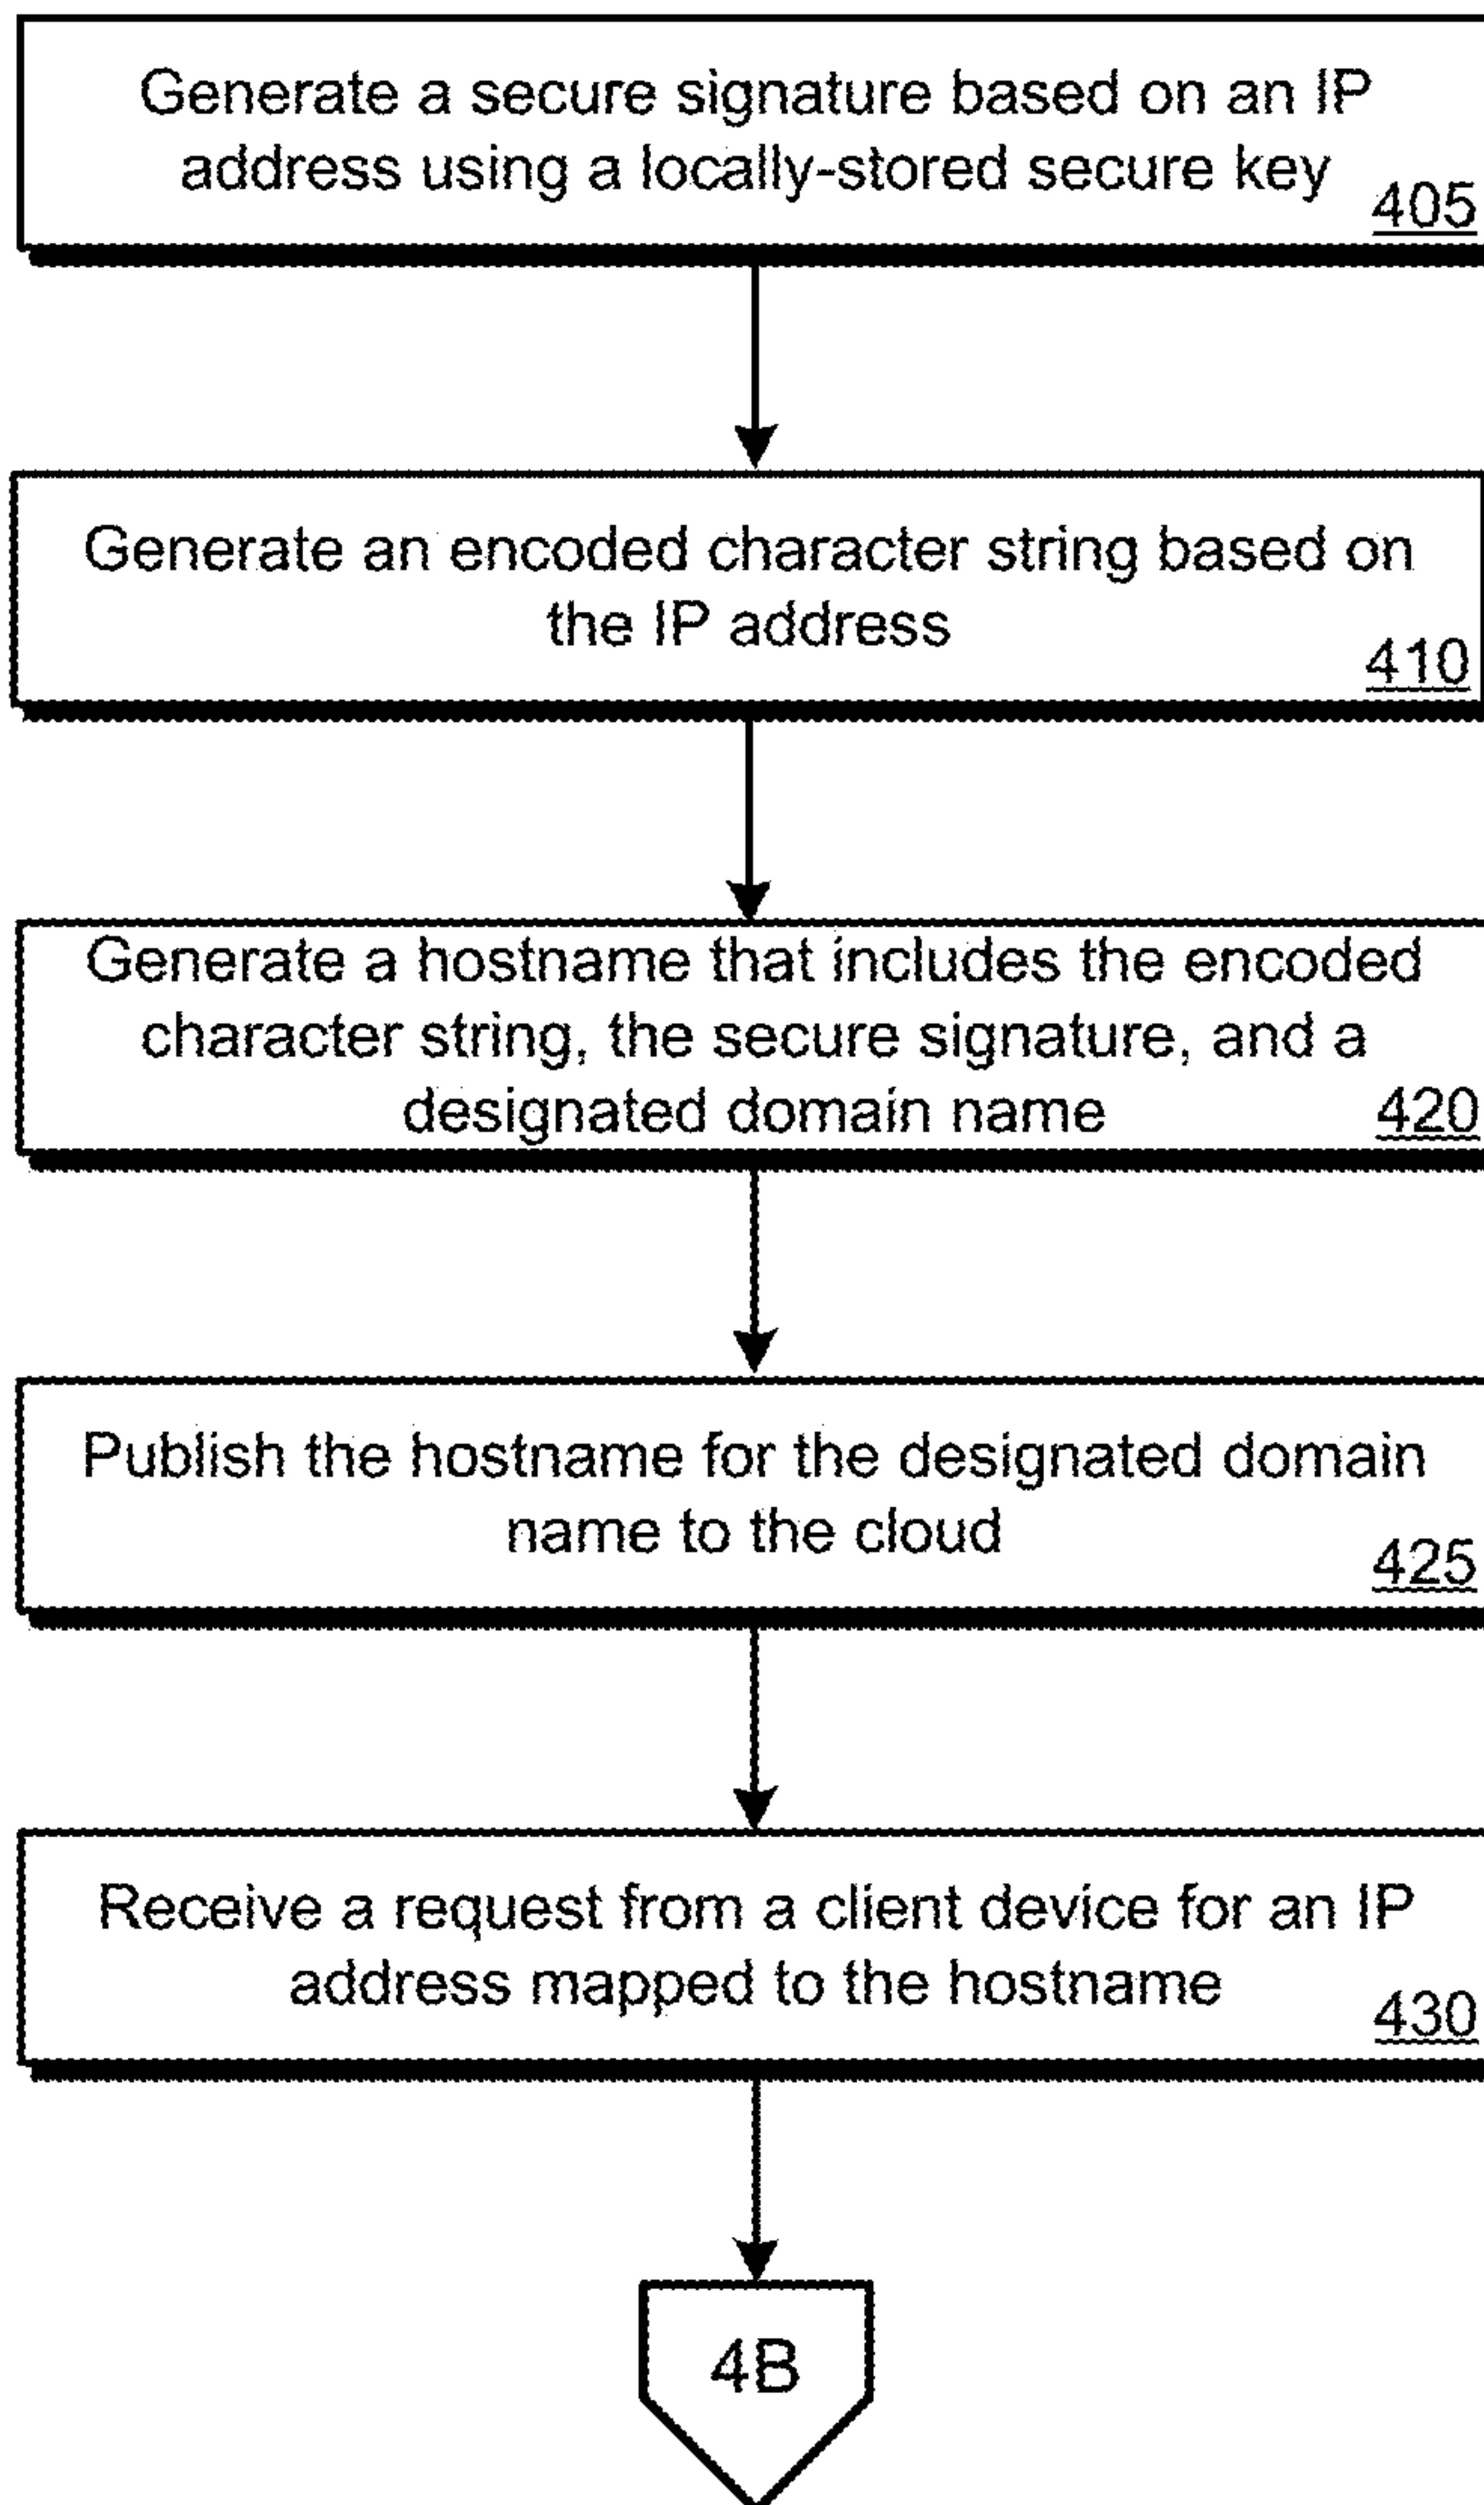 Generate a secure signature based on an IP
address using a locally-stored secure key
405
Generate an encoded character string based on
the IP address
410
Generate a hostname that includes the encoded
character string, the secure signature, and a
designated domain name
420
Publish the hostname for the designated domain
name to the cloud
425
Receive a request from a client device for an IP
address mapped to the hostname
430
4B